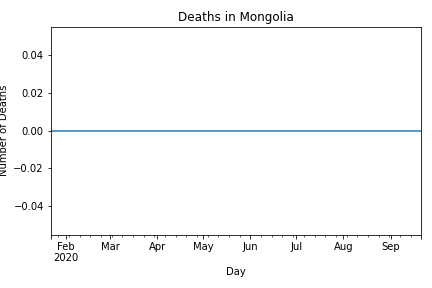 Deaths in Mongolia
Number of Deaths
0.04
0.02
0.00
−0.02
−0.04
Feb Mar Apr May Jun Jul Aug Sep
2020
Day